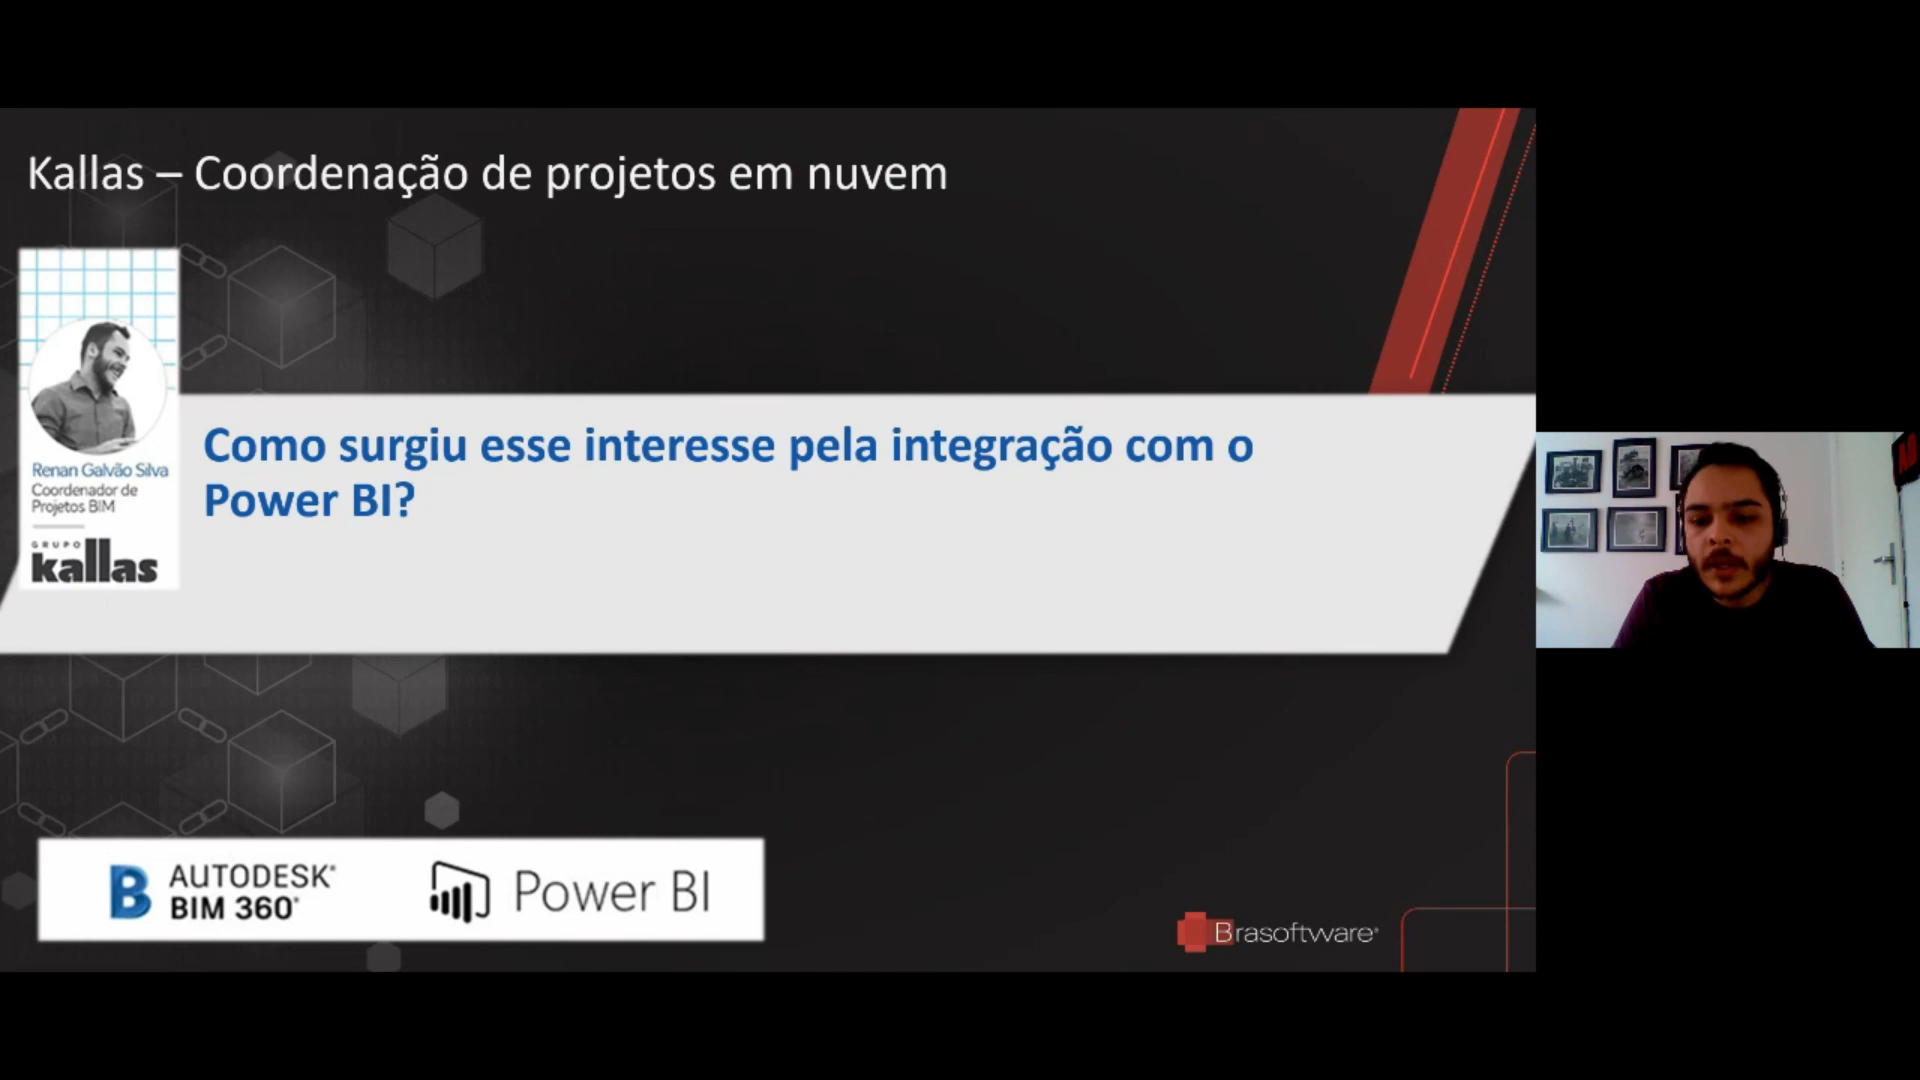 Kallas – Coordenação de projetos em nuvem
Renan Galvão Silva
Coordenador de
Projetos BIM
GRUPO
kallas
Como surgiu esse interesse pela integração com o
Power BI?
AUTODESK®
BIM 360®
Power BI
Brasoftware®